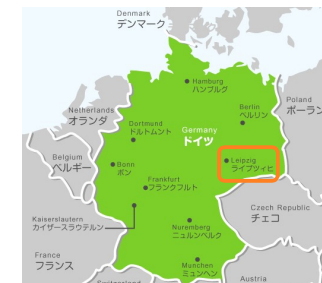 Denmark
デンマーク
Hamburg
ハンブルグ
Netherlands
オランダ
Berlin
ベルリン
Poland
ポーラン
Dortmund
ドルトムント
Germany
ドイツ
Belgium
ベルギー
Bonn
ボン
Leipzig
ライプツィヒ
Frankfurt
フランクフルト
Kaiserslautern
カイザースラウテルン
Czech Republic
チェコ
Nuremberg
ニュルンベルク
France
フランス
Munchen
ミュンヘン
Switzerland
Austria